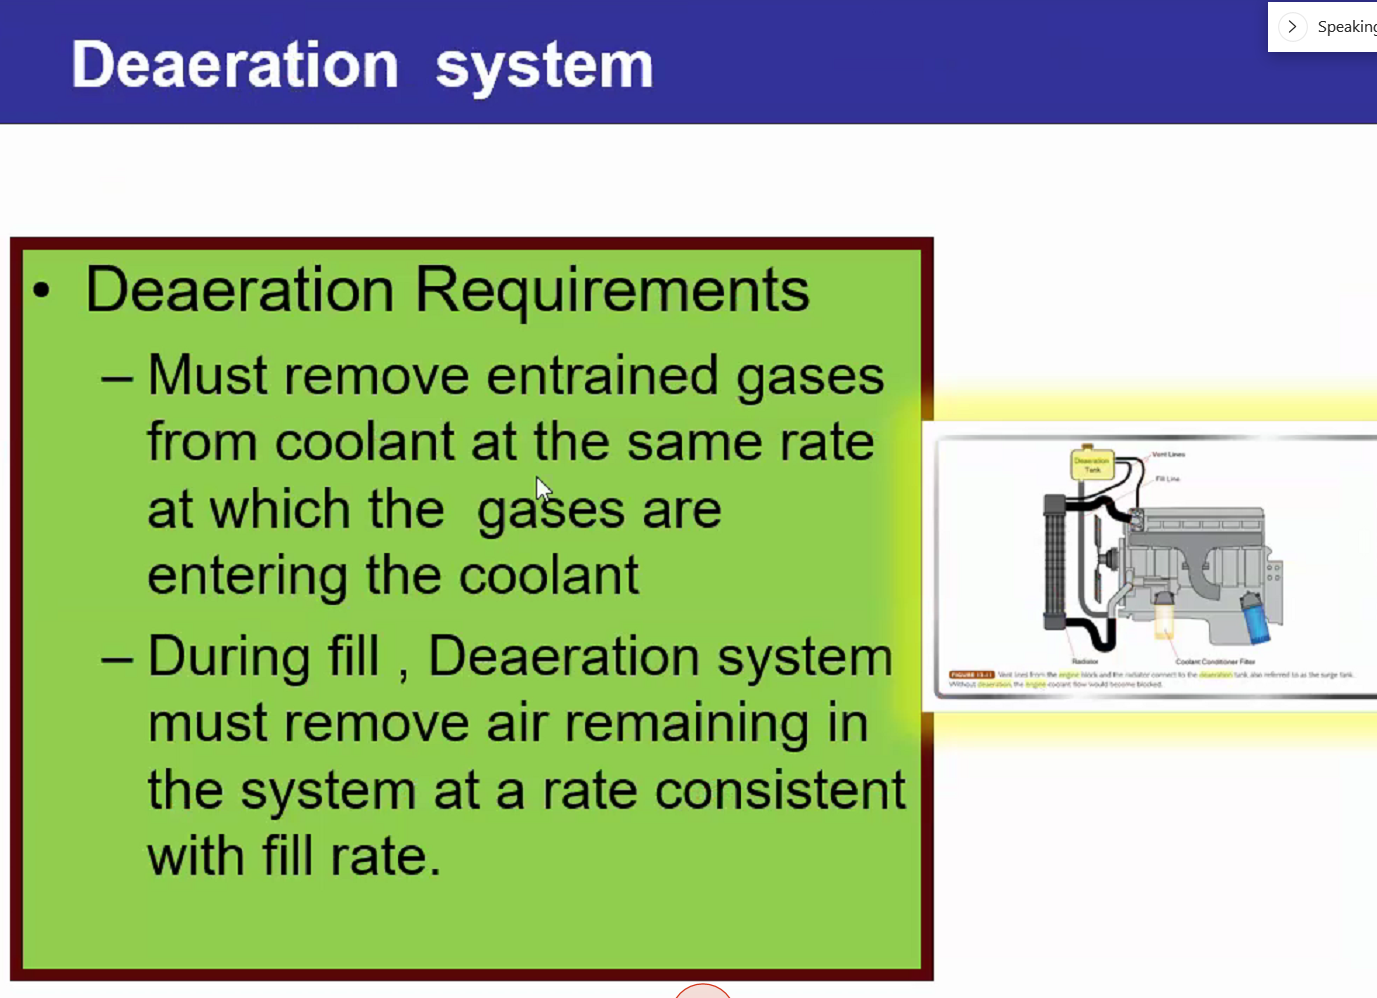 Deaeration system
Speaking
• Deaeration Requirements
– Must remove entrained gases
from coolant at the same rate
at which the gases are
entering the coolant
– During fill , Deaeration system
must remove air remaining in
the system at a rate consistent
with fill rate.
Deaeration
Tank
Vent Lines
Fill Line
Radiator
Coolant Conditioner Filter
FIGURE 13-11 Vent lines from the engine block and the radiator connect to the deaeration tank, also referred to as the surge tank.
Without deaeration, the engine coolant flow would become blocked.